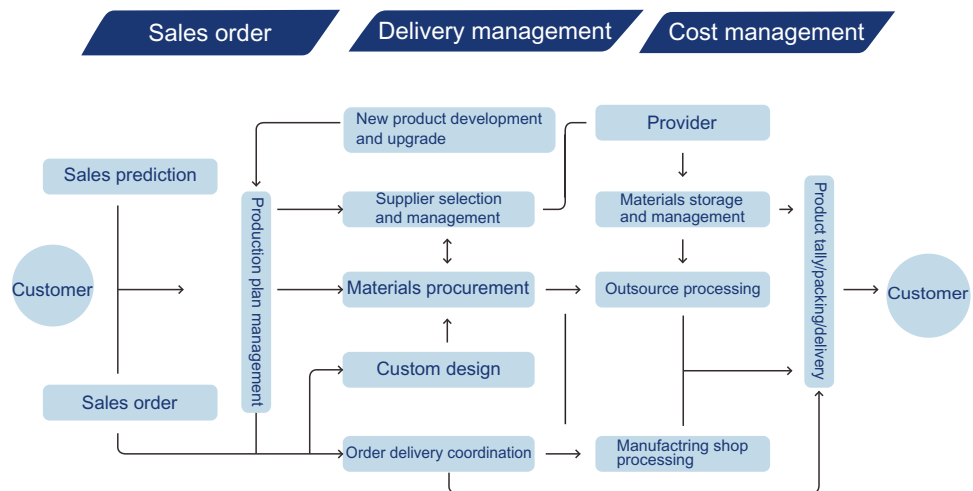 Sales order
Delivery management
Cost management
New product development
and upgrade
Provider
Sales prediction
Supplier selection
and management
Materials storage
and management
Customer
Production plan management
Materials procurement
Outsource processing
Product tally/packing/delivery
Customer
Custom design
Sales order
Order delivery coordination
Manufactring shop
processing